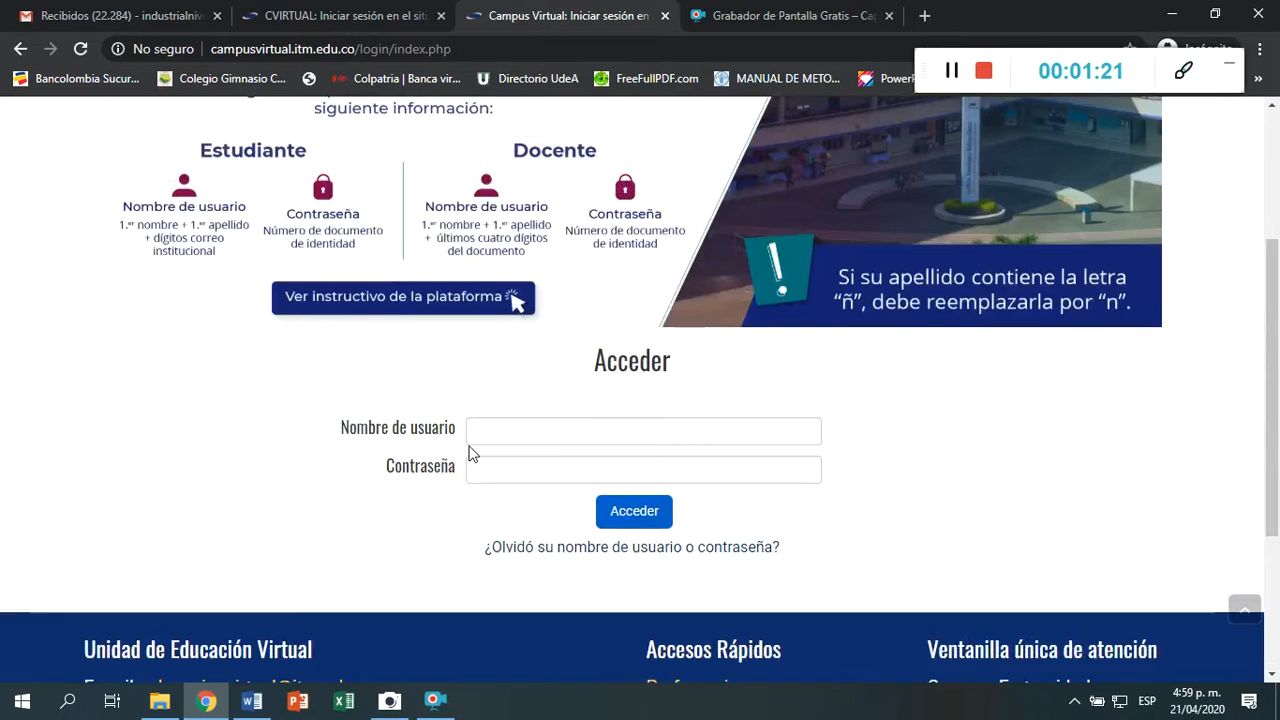 Recibidos (22.284) - industrialniv
CVIRTUAL: Iniciar sesión en el siti
Campus Virtual: Iniciar sesión en
Grabador de Pantalla Gratis – Cap
No seguro
campusvirtual.itm.edu.co/login/index.php
Bancolombia Sucur...
Colegio Gimnasio C...
Directorio UdeA
FreeFullPDF.com
MANUAL DE METO...
00:01:21
siguiente información:
Estudiante
Docente
Nombre de usuario
Contraseña
Nombre de usuario
Contraseña
1.er nombre + 1.er apellido
+ dígitos correo
institucional
Número de documento
de identidad
1.er nombre + 1.er apellido
+ últimos cuatro dígitos
del documento
Número de documento
de identidad
Ver instructivo de la plataforma
Si su apellido contiene la letra
“ñ”, debe reemplazarla por “n”.
Acceder
Nombre de usuario
Contraseña
Acceder
¿Olvidó su nombre de usuario o contraseña?
Unidad de Educación Virtual
Accesos Rápidos
Ventanilla única de atención
ESP
4:59 p. m.
21/04/2020